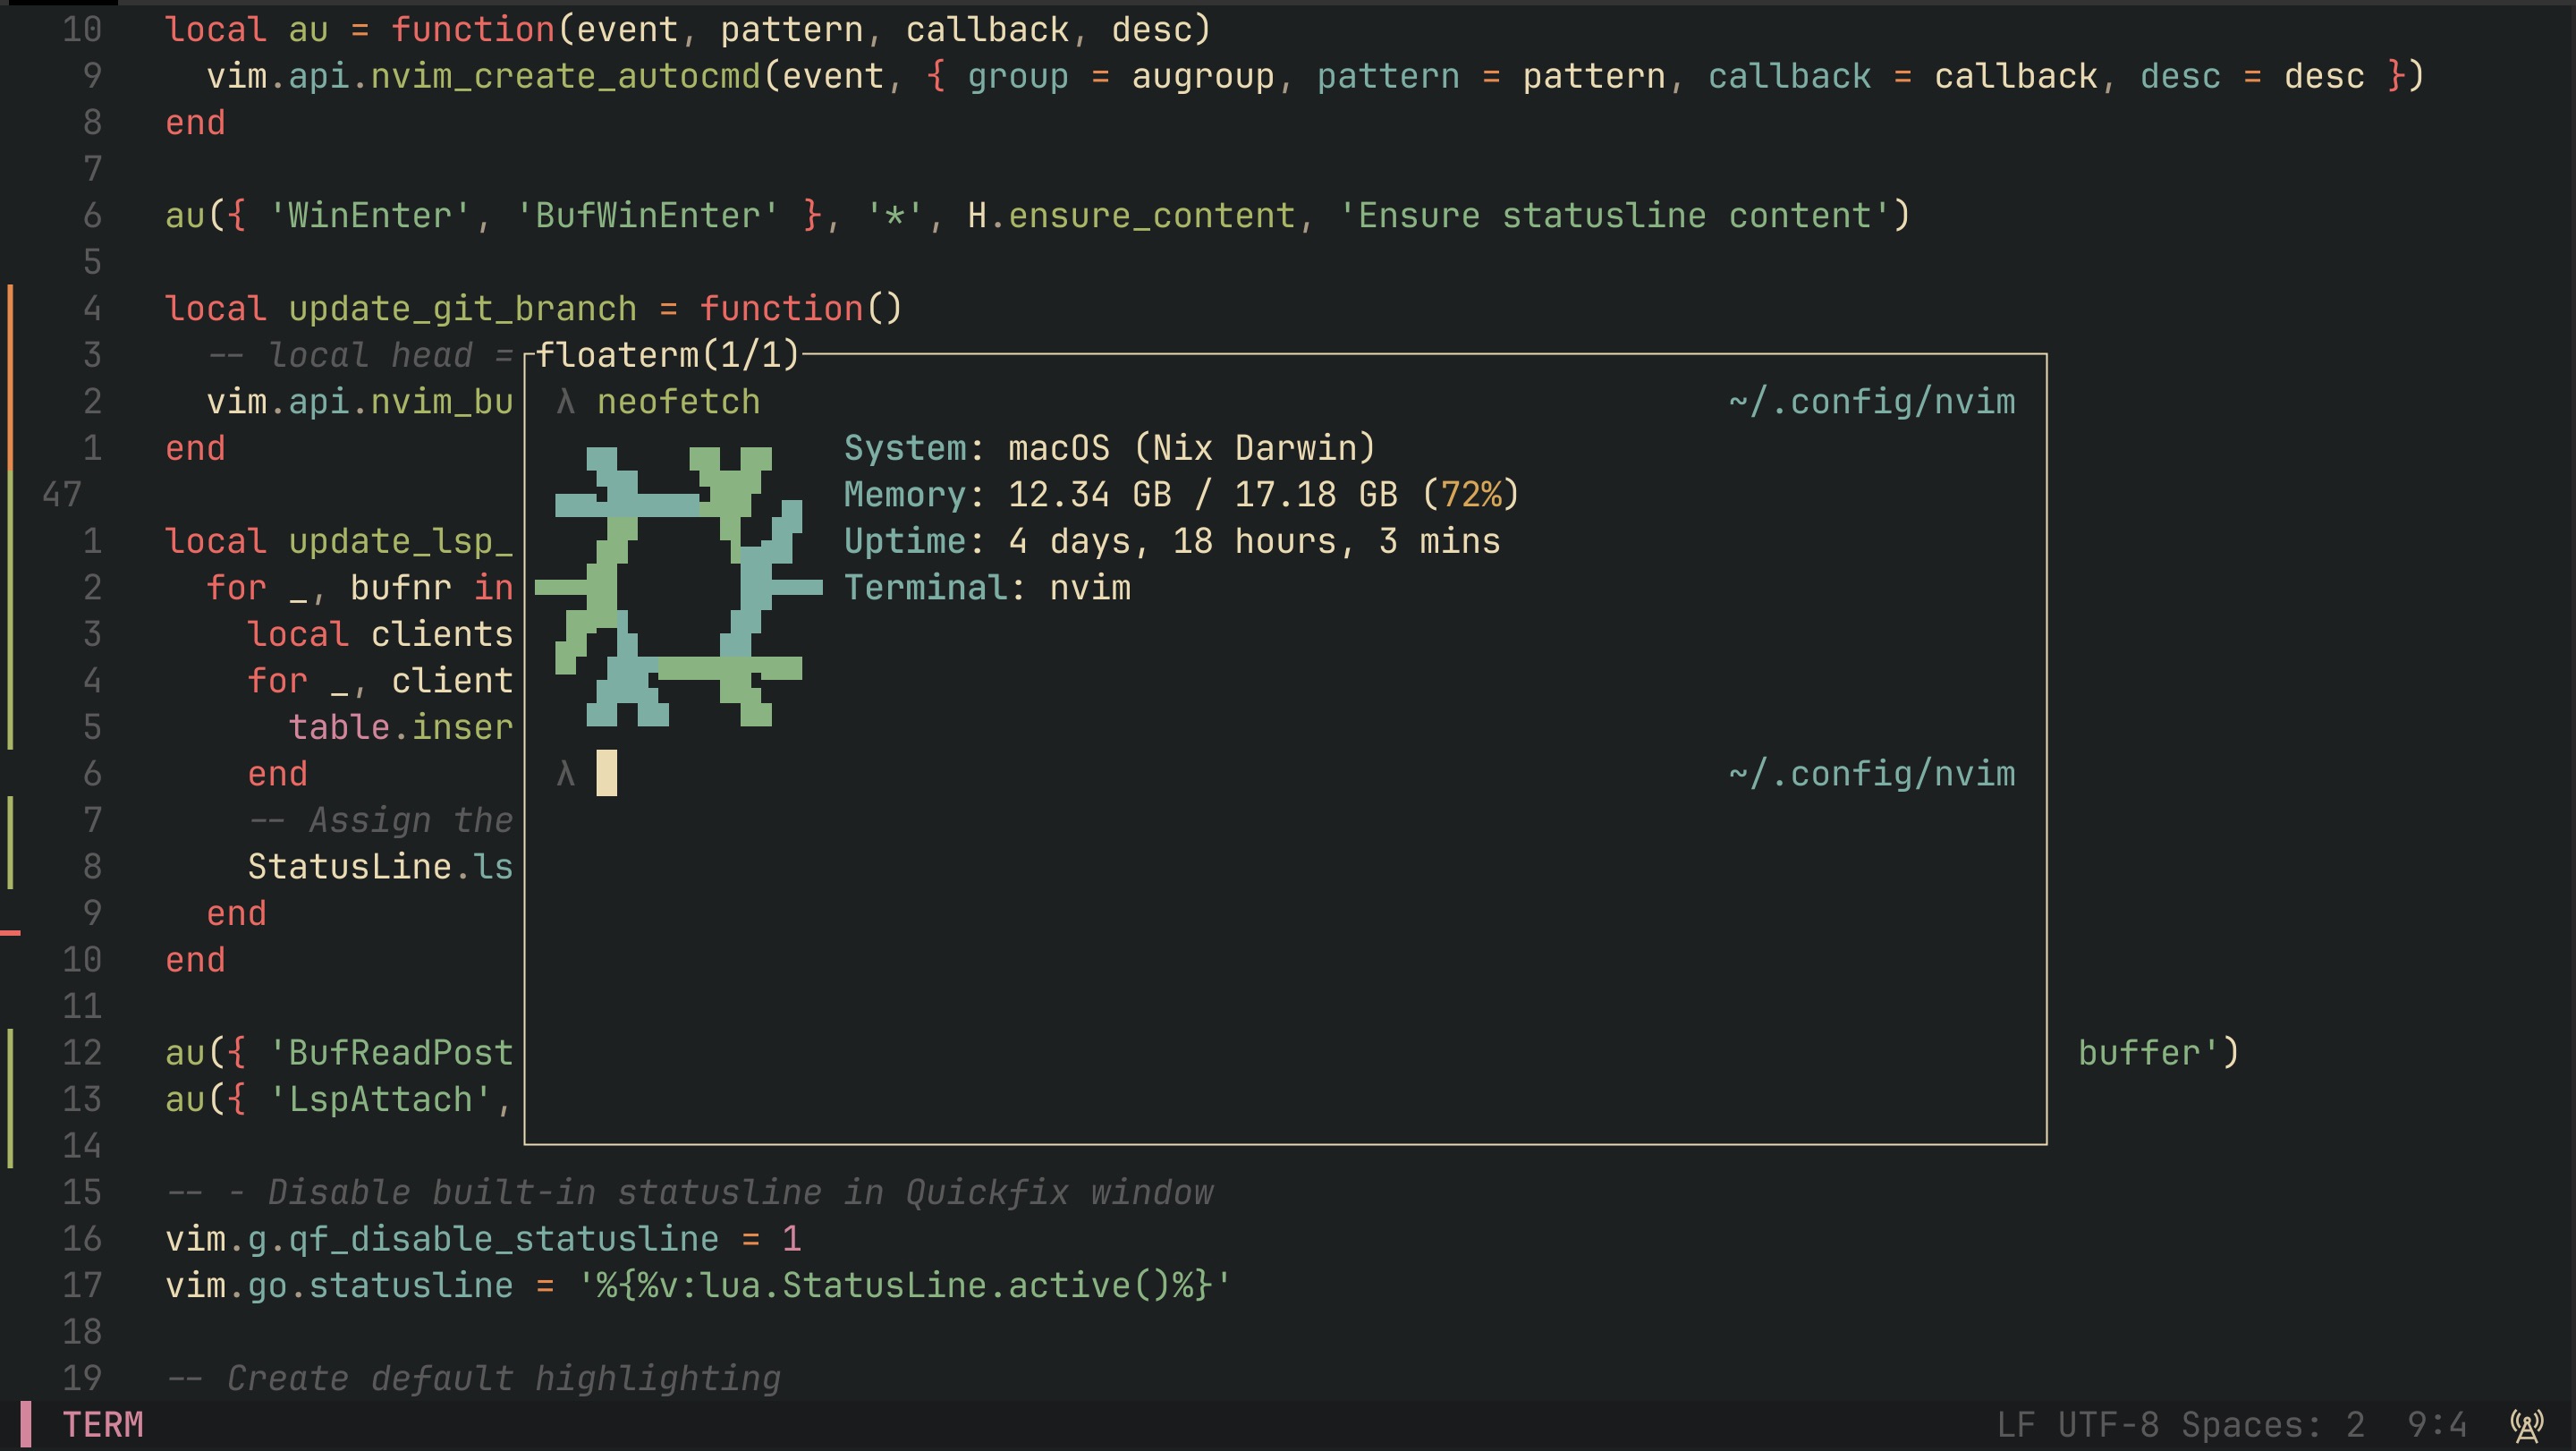 10 local au = function(event, pattern, callback, desc)
9 vim.api.nvim_create_autocmd(event, { group = augroup, pattern = pattern, callback = callback, desc = desc })
8 end
7
6 au({ 'WinEnter', 'BufWinEnter' }, '*', H.ensure_content, 'Ensure statusline content')
5
4 local update_git_branch = function()
3 -- local head = floaterm(1/1)
2 vim.api.nvim_bu λ neofetch ~/.config/nvim
1 end System: macOS (Nix Darwin)
47 Memory: 12.34 GB / 17.18 GB (72%)
1 local update_lsp_ Uptime: 4 days, 18 hours, 3 mins
2 for _, bufnr in Terminal: nvim
3 local clients
4 for _, client
5 table.inser
6 end λ ~/.config/nvim
7 -- Assign the
8 StatusLine.ls
9 end
10 end
11
12 au({ 'BufReadPost buffer')
13 au({ 'LspAttach',
14
15 -- - Disable built-in statusline in Quickfix window
16 vim.g.qf_disable_statusline = 1
17 vim.go.statusline = '%{%v:lua.StatusLine.active()%}'
18
19 -- Create default highlighting
TERM LF UTF-8 Spaces: 2 9:4